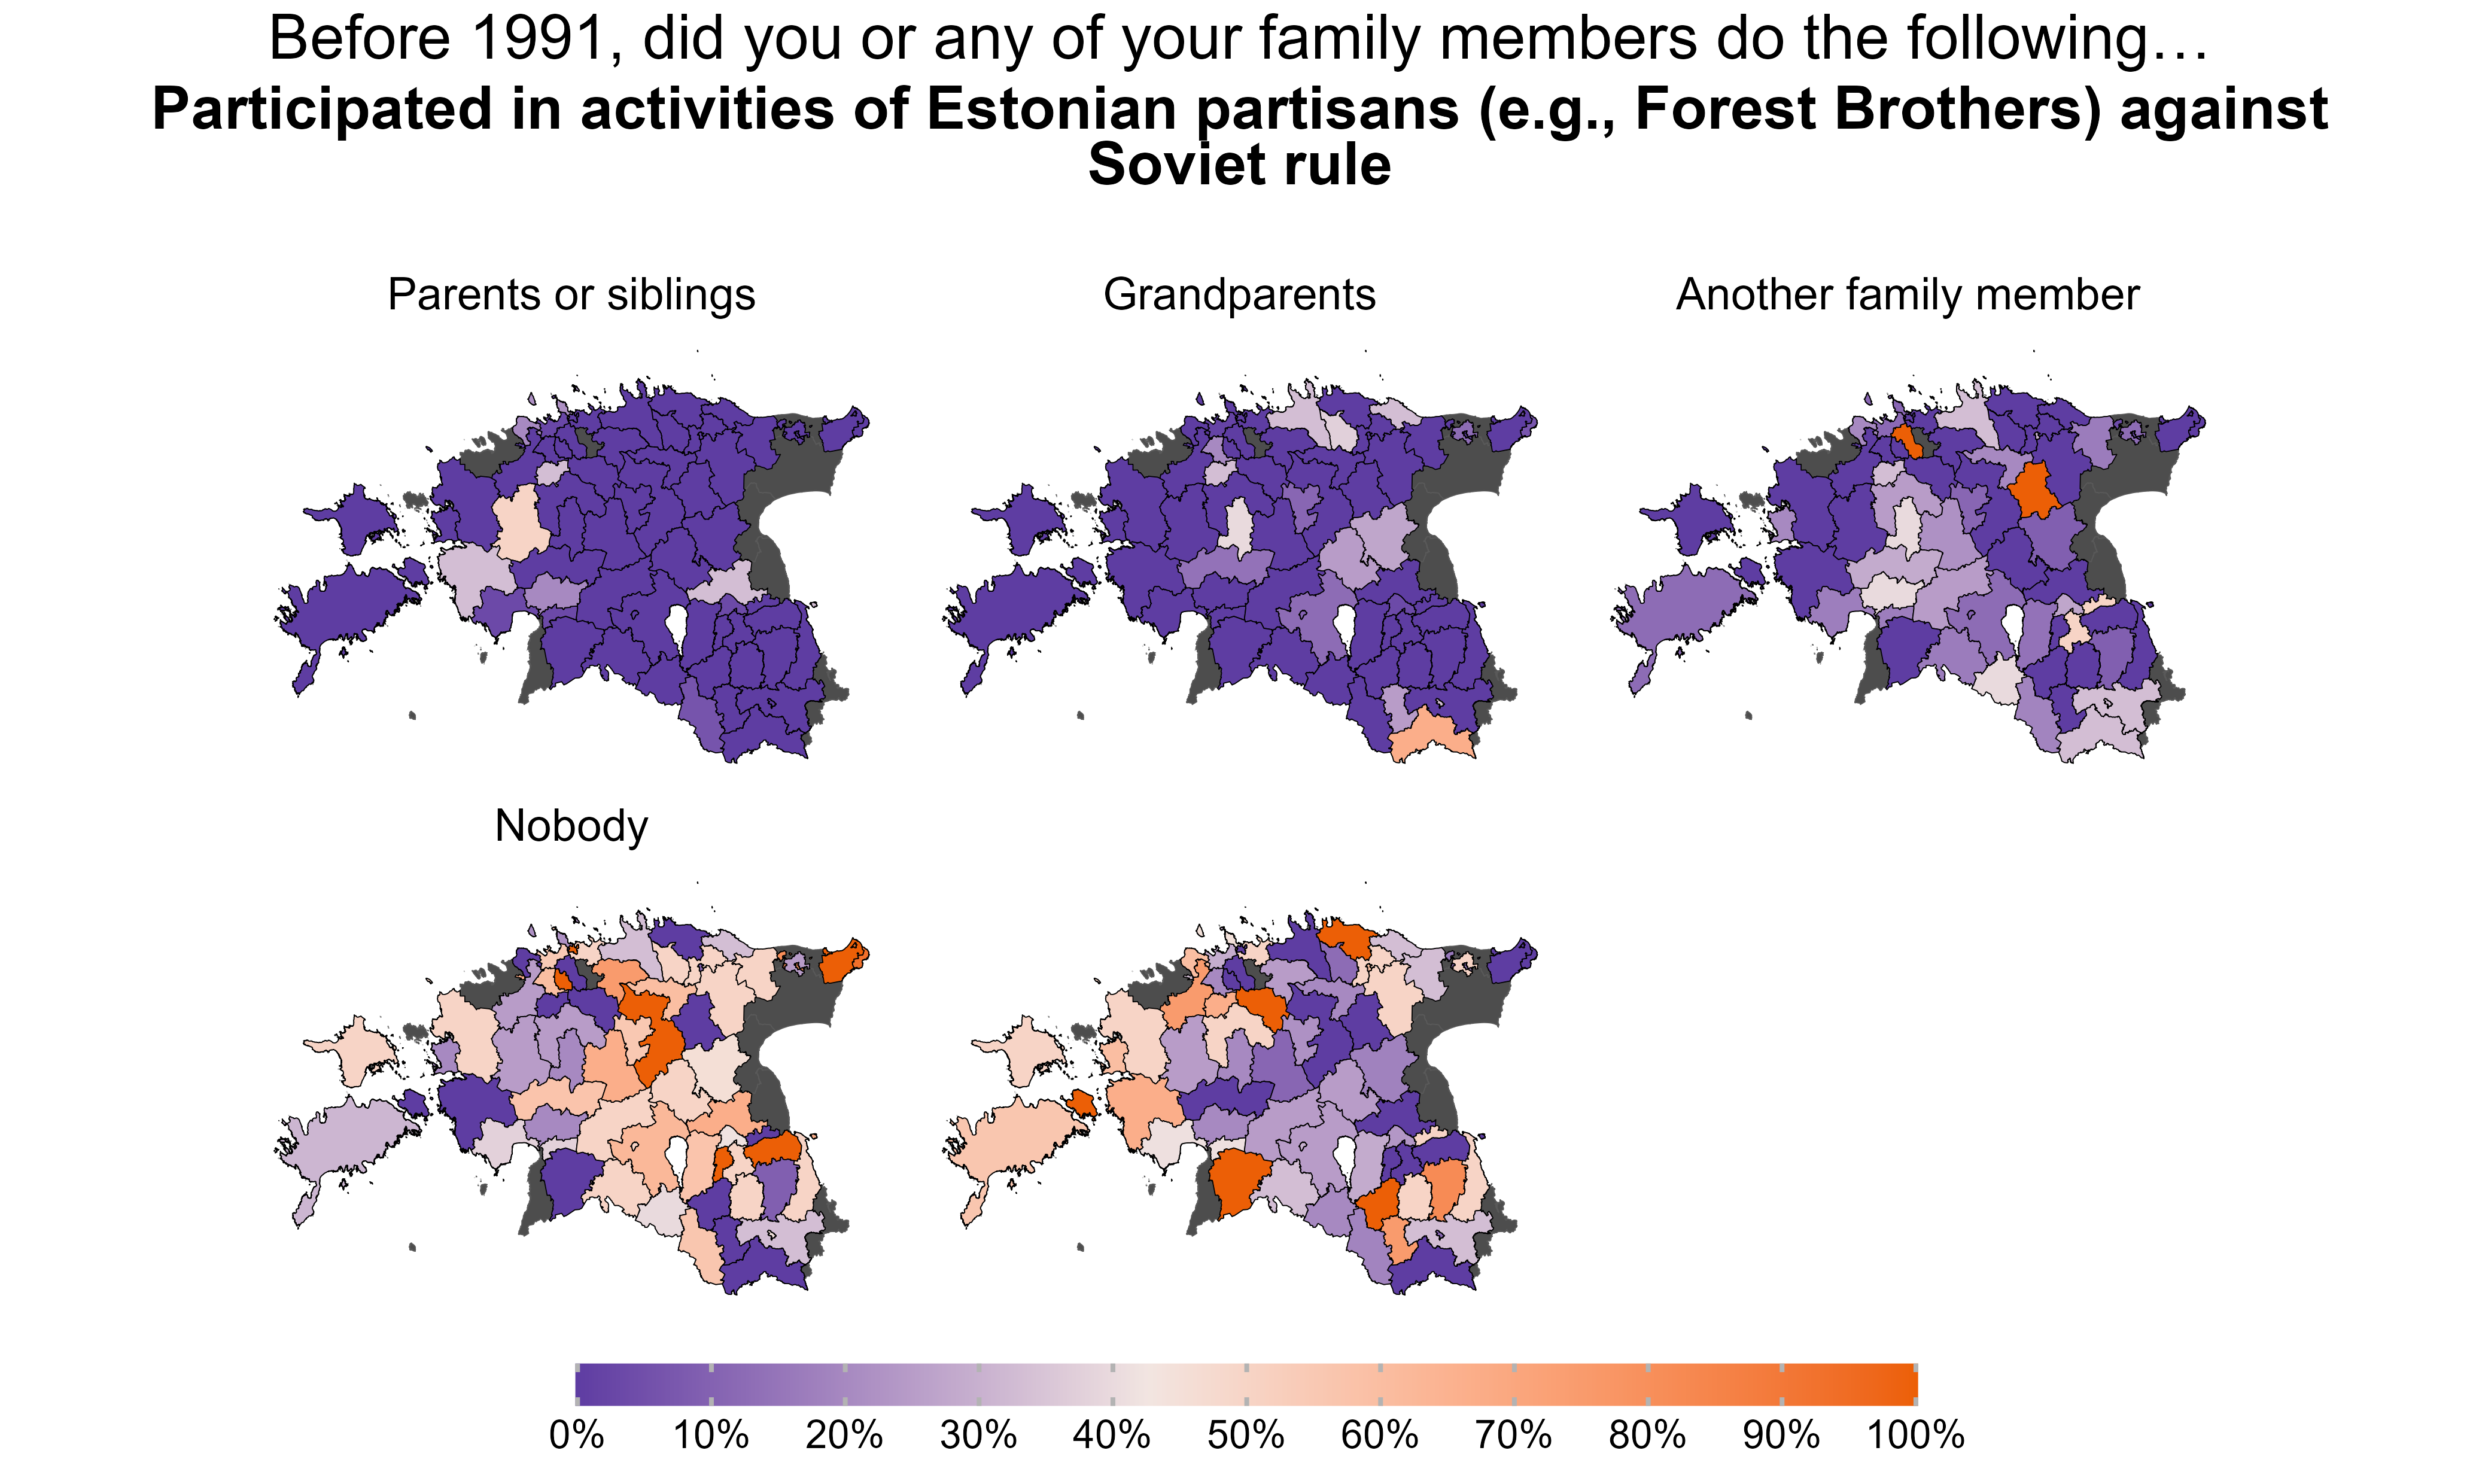 Before 1991, did you or any of your family members do the following…
Participated in activities of Estonian partisans (e.g., Forest Brothers) against
Soviet rule
Parents or siblings
Grandparents
Another family member
Nobody
0%
10%
20%
30%
40%
50%
60%
70%
80%
90%
100%